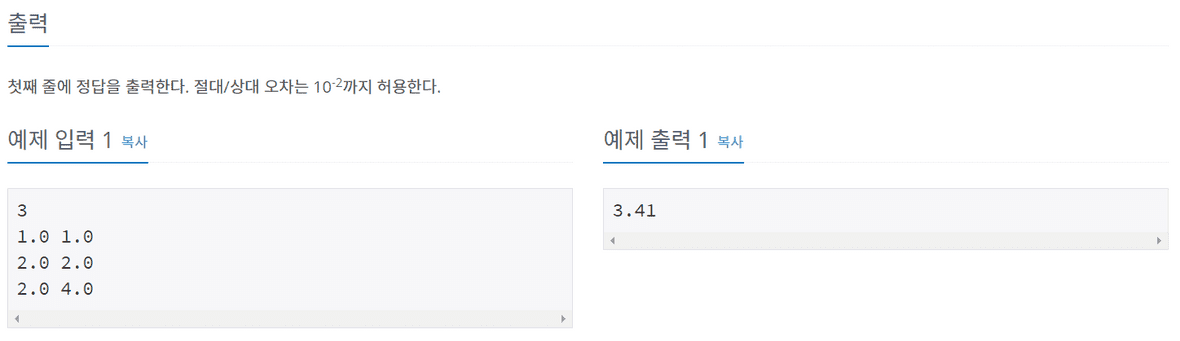 출력
첫째 줄에 정답을 출력한다. 절대/상대 오차는 10-2까지 허용한다.
예제 입력 1 복사
3
1.0 1.0
2.0 2.0
2.0 4.0
예제 출력 1 복사
3.41